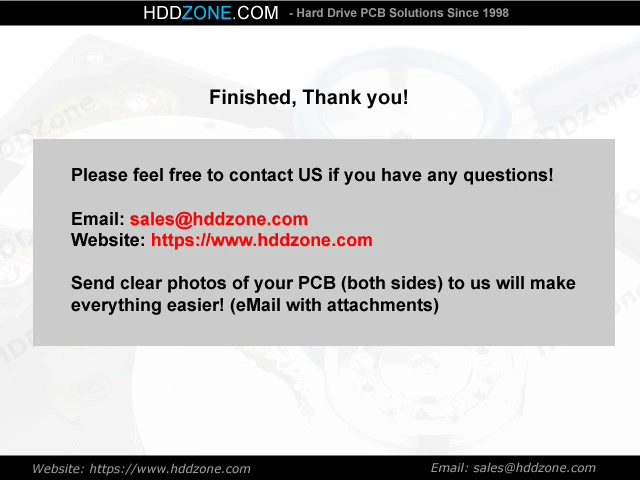 HDDZONE.COM - Hard Drive PCB Solutions Since 1998
Finished, Thank you!
Please feel free to contact US if you have any questions!
Email: sales@hddzone.com
Website: https://www.hddzone.com
Send clear photos of your PCB (both sides) to us will make
everything easier! (eMail with attachments)
Website: https://www.hddzone.com Email: sales@hddzone.com